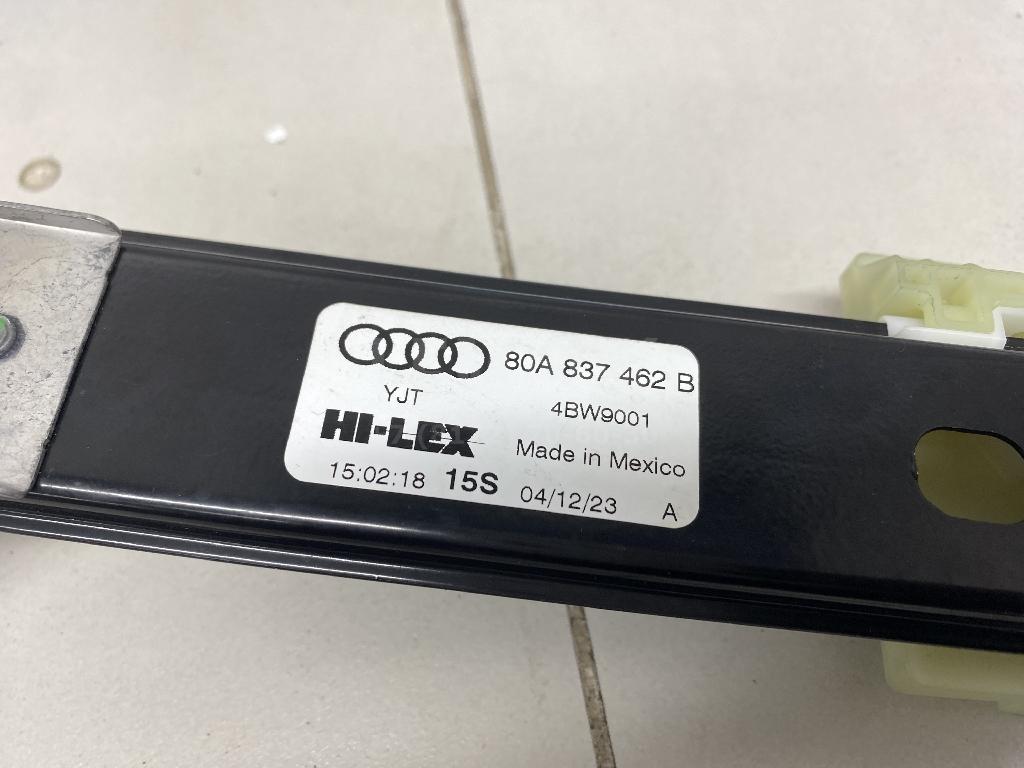 80A 837 462 B
YJT 4BW9001
HI-LEX Made in Mexico
15:02:18 15S 04/12/23 A